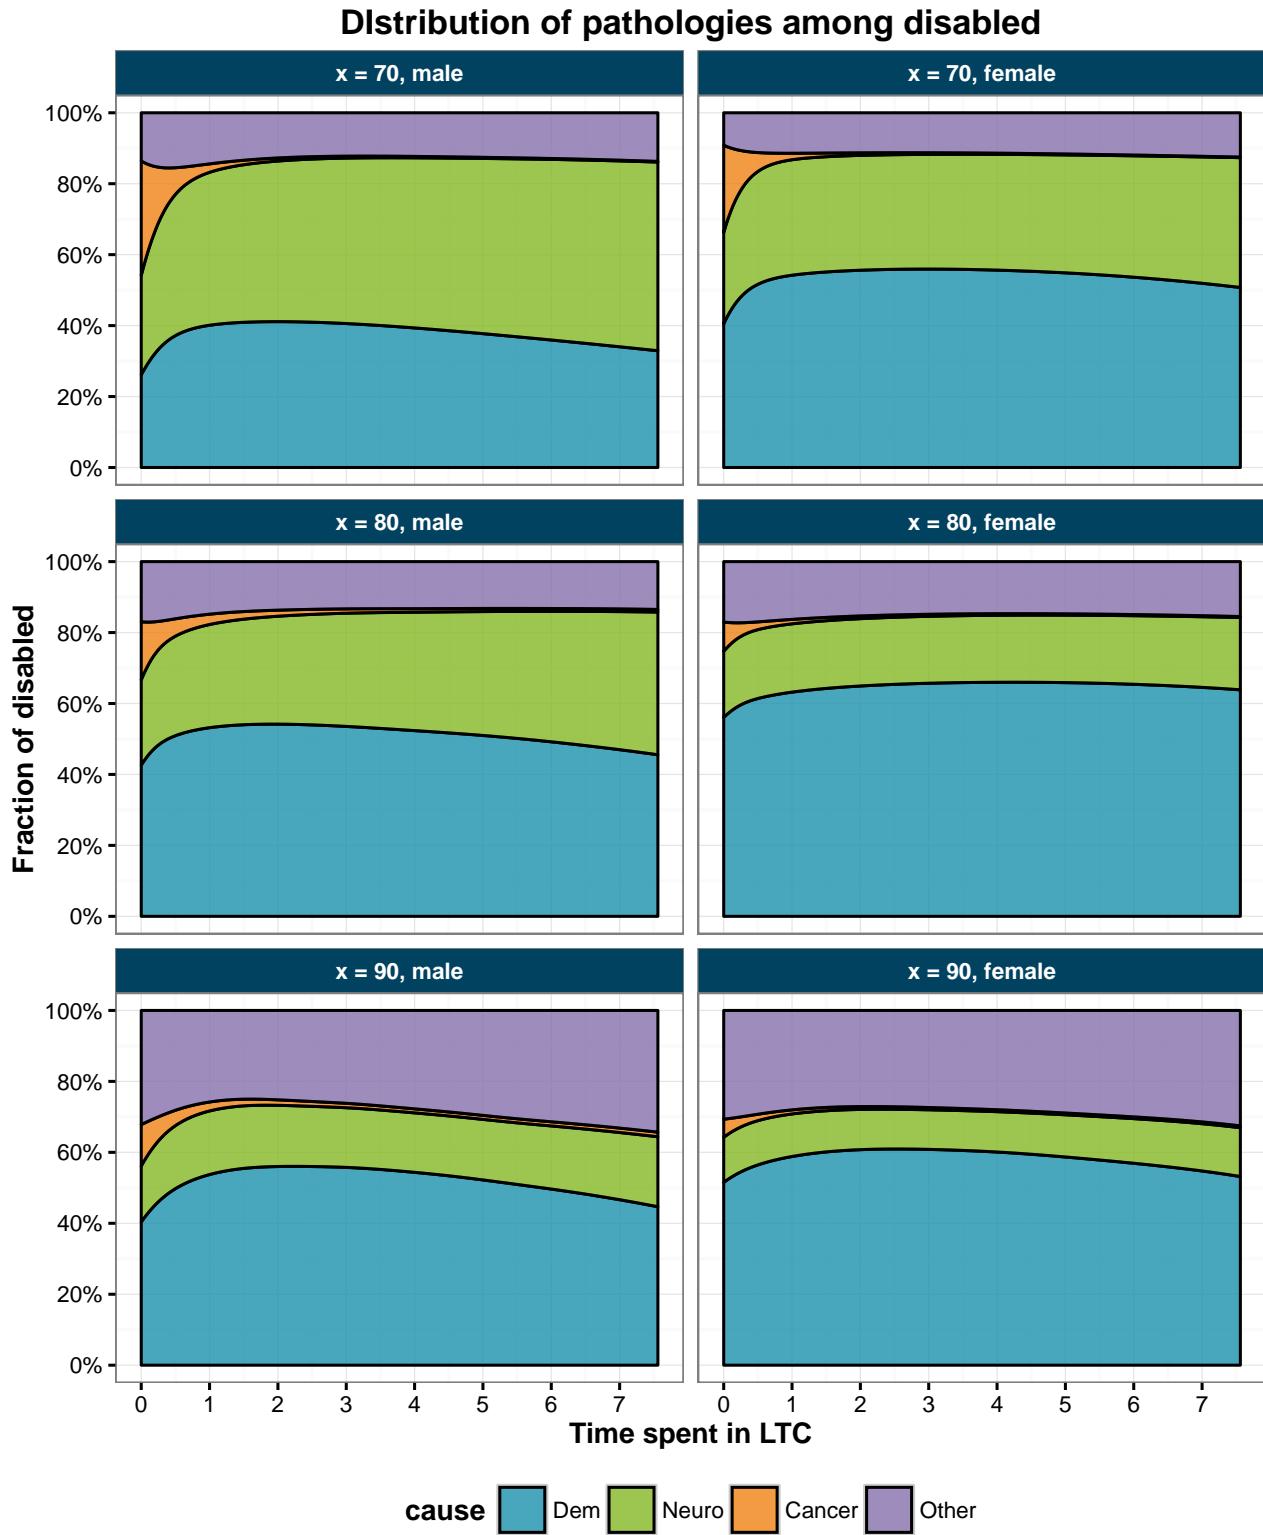 DIstribution of pathologies among disabled
x = 70, male
x = 70, female
100%
80%
60%
40%
20%
0%
x = 80, male
x = 80, female
100%
80%
60%
40%
20%
0%
x = 90, male
x = 90, female
100%
80%
60%
40%
20%
0%
Fraction of disabled
0 1 2 3 4 5 6 7
0 1 2 3 4 5 6 7
Time spent in LTC
cause Dem Neuro Cancer Other